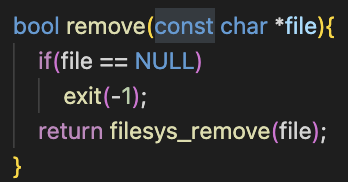 bool remove(const char *file){
if(file == NULL)
exit(-1);
return filesys_remove(file);
}